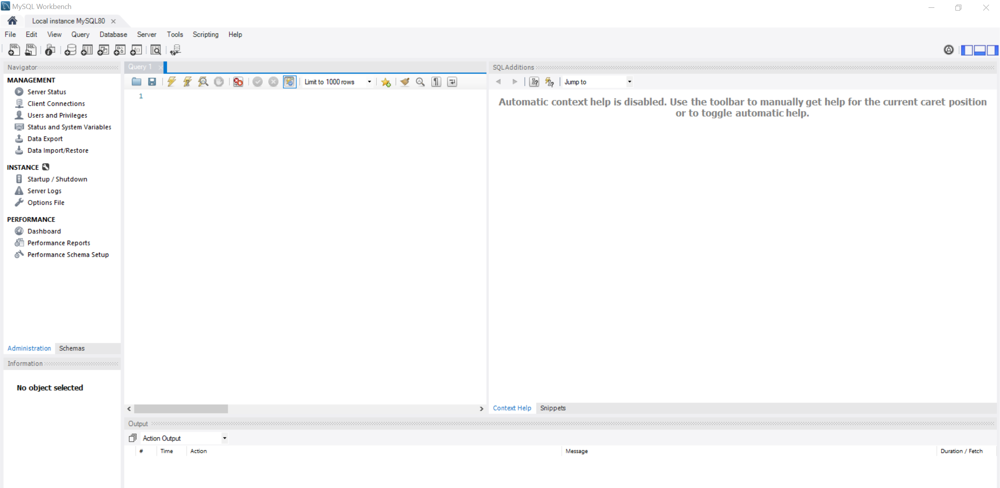 MySQL Workbench
Local instance MySQL80
File Edit View Query Database Server Tools Scripting Help
SQL SQL
Navigator
MANAGEMENT
Server Status
Client Connections
Users and Privileges
Status and System Variables
Data Export
Data Import/Restore
INSTANCE
Startup / Shutdown
Server Logs
Options File
PERFORMANCE
Dashboard
Performance Reports
Performance Schema Setup
Administration Schemas
Information
No object selected
Query 1
Limit to 1000 rows
1
SQLAdditions
Jump to
Automatic context help is disabled. Use the toolbar to manually get help for the current caret position
or to toggle automatic help.
Context Help Snippets
Output
Action Output
# Time Action Message Duration / Fetch